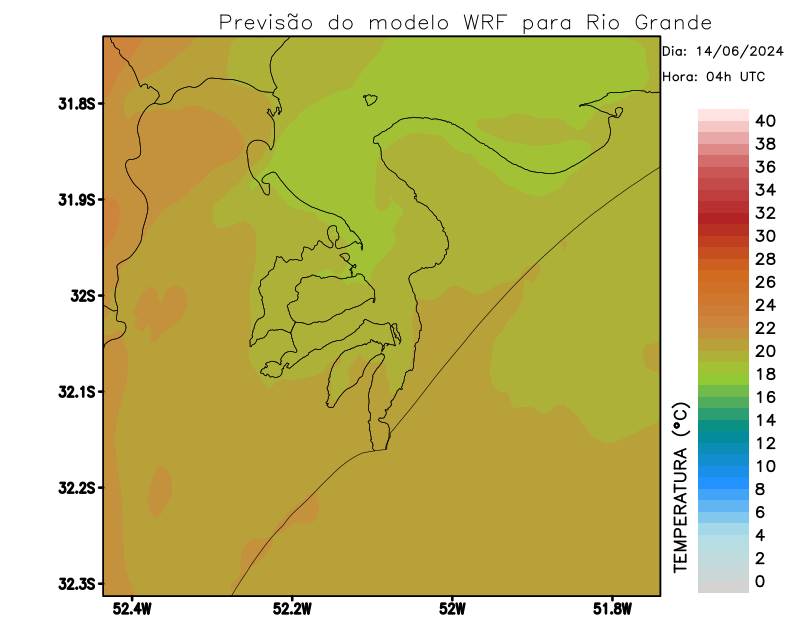 Previsão do modelo WRF para Rio Grande
Dia: 14/06/2024
Hora: 04h UTC
31.8S
31.9S
32S
32.1S
32.2S
32.3S
52.4W
52.2W
52W
51.8W
TEMPERATURA (°C)
40
38
36
34
32
30
28
26
24
22
20
18
16
14
12
10
8
6
4
2
0